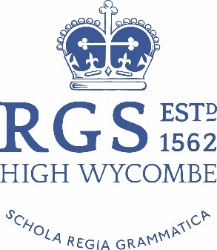 RGS ESTD
1562
HIGH WYCOMBE
SCHOLA REGIA GRAMMATICA